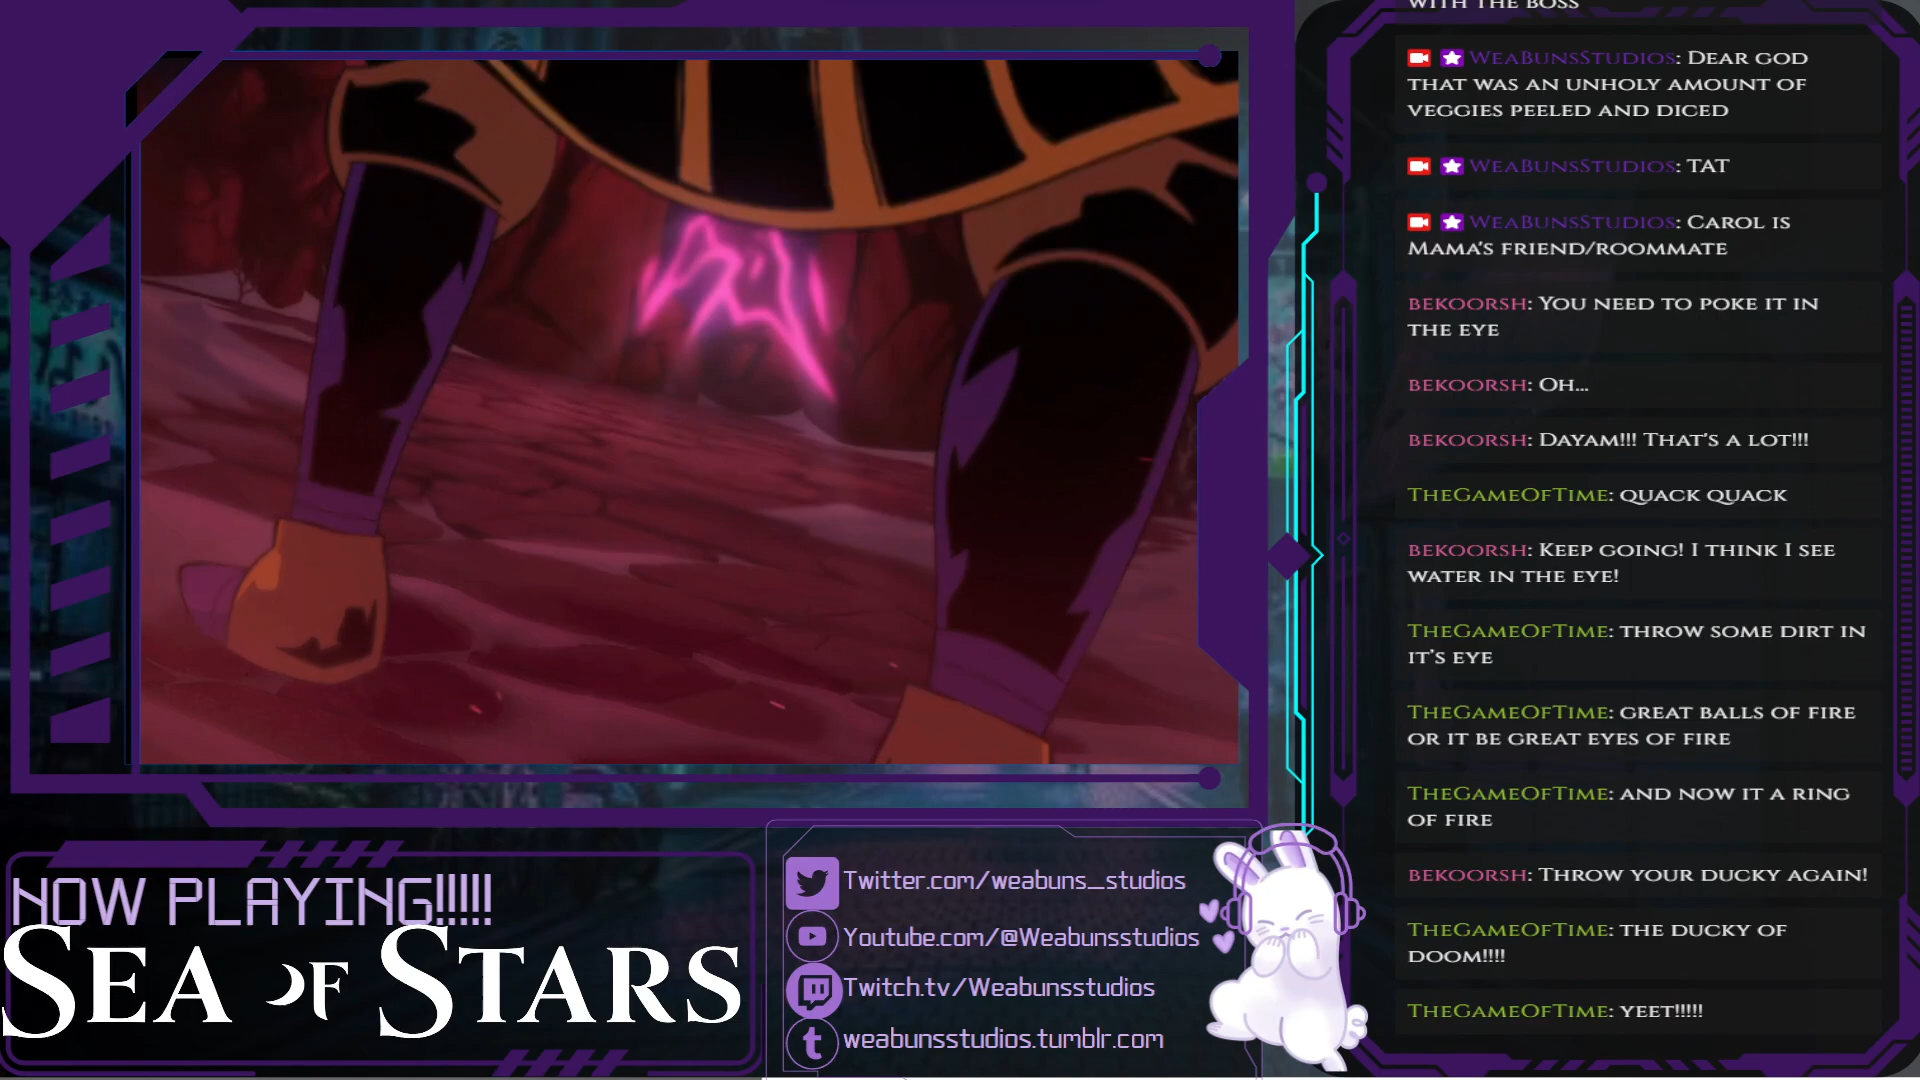 WITH THE BOSS
WeaBunsStudios: Dear god
that was an unholy amount of
veggies peeled and diced
WeaBunsStudios: TAT
WeaBunsStudios: Carol is
Mama's friend/roommate
bekoorsh: You need to poke it in
the eye
bekoorsh: Oh...
bekoorsh: Dayam!!! That's a lot!!!
TheGameOfTime: quack quack
bekoorsh: Keep going! I think I see
water in the eye!
TheGameOfTime: throw some dirt in
it's eye
TheGameOfTime: great balls of fire
or it be great eyes of fire
TheGameOfTime: and now it a ring
of fire
bekoorsh: Throw your ducky again!
TheGameOfTime: the ducky of
doom!!!!
TheGameOfTime: yeet!!!!!
NOW PLAYING!!!!!
SEA OF STARS
Twitter.com/weabuns_studios
Youtube.com/@Weabunsstudios
Twitch.tv/Weabunsstudios
weabunsstudios.tumblr.com